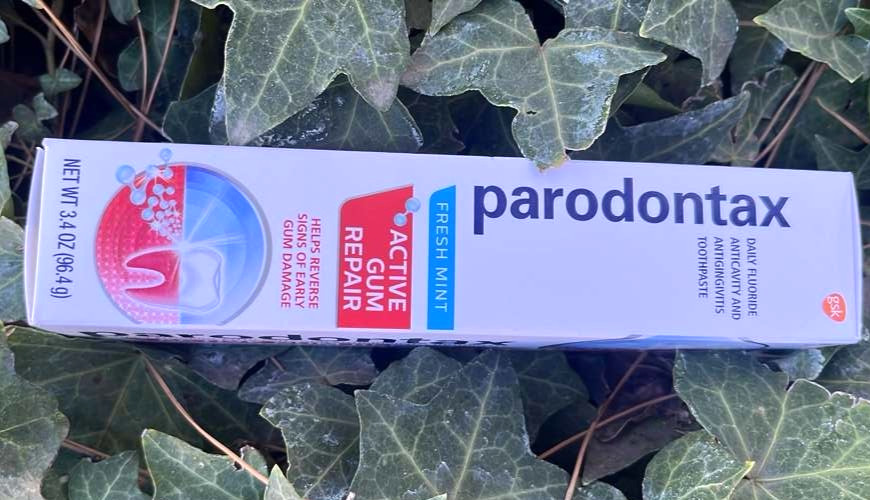 parodontax
DAILY FLUORIDE
ANTICAVITY AND
ANTIGINGIVITIS
TOOTHPASTE
gsk
FRESH MINT
ACTIVE
GUM
REPAIR
HELPS REVERSE
SIGNS OF EARLY
GUM DAMAGE
NET WT 3.4 OZ (96.4 g)
parodontax